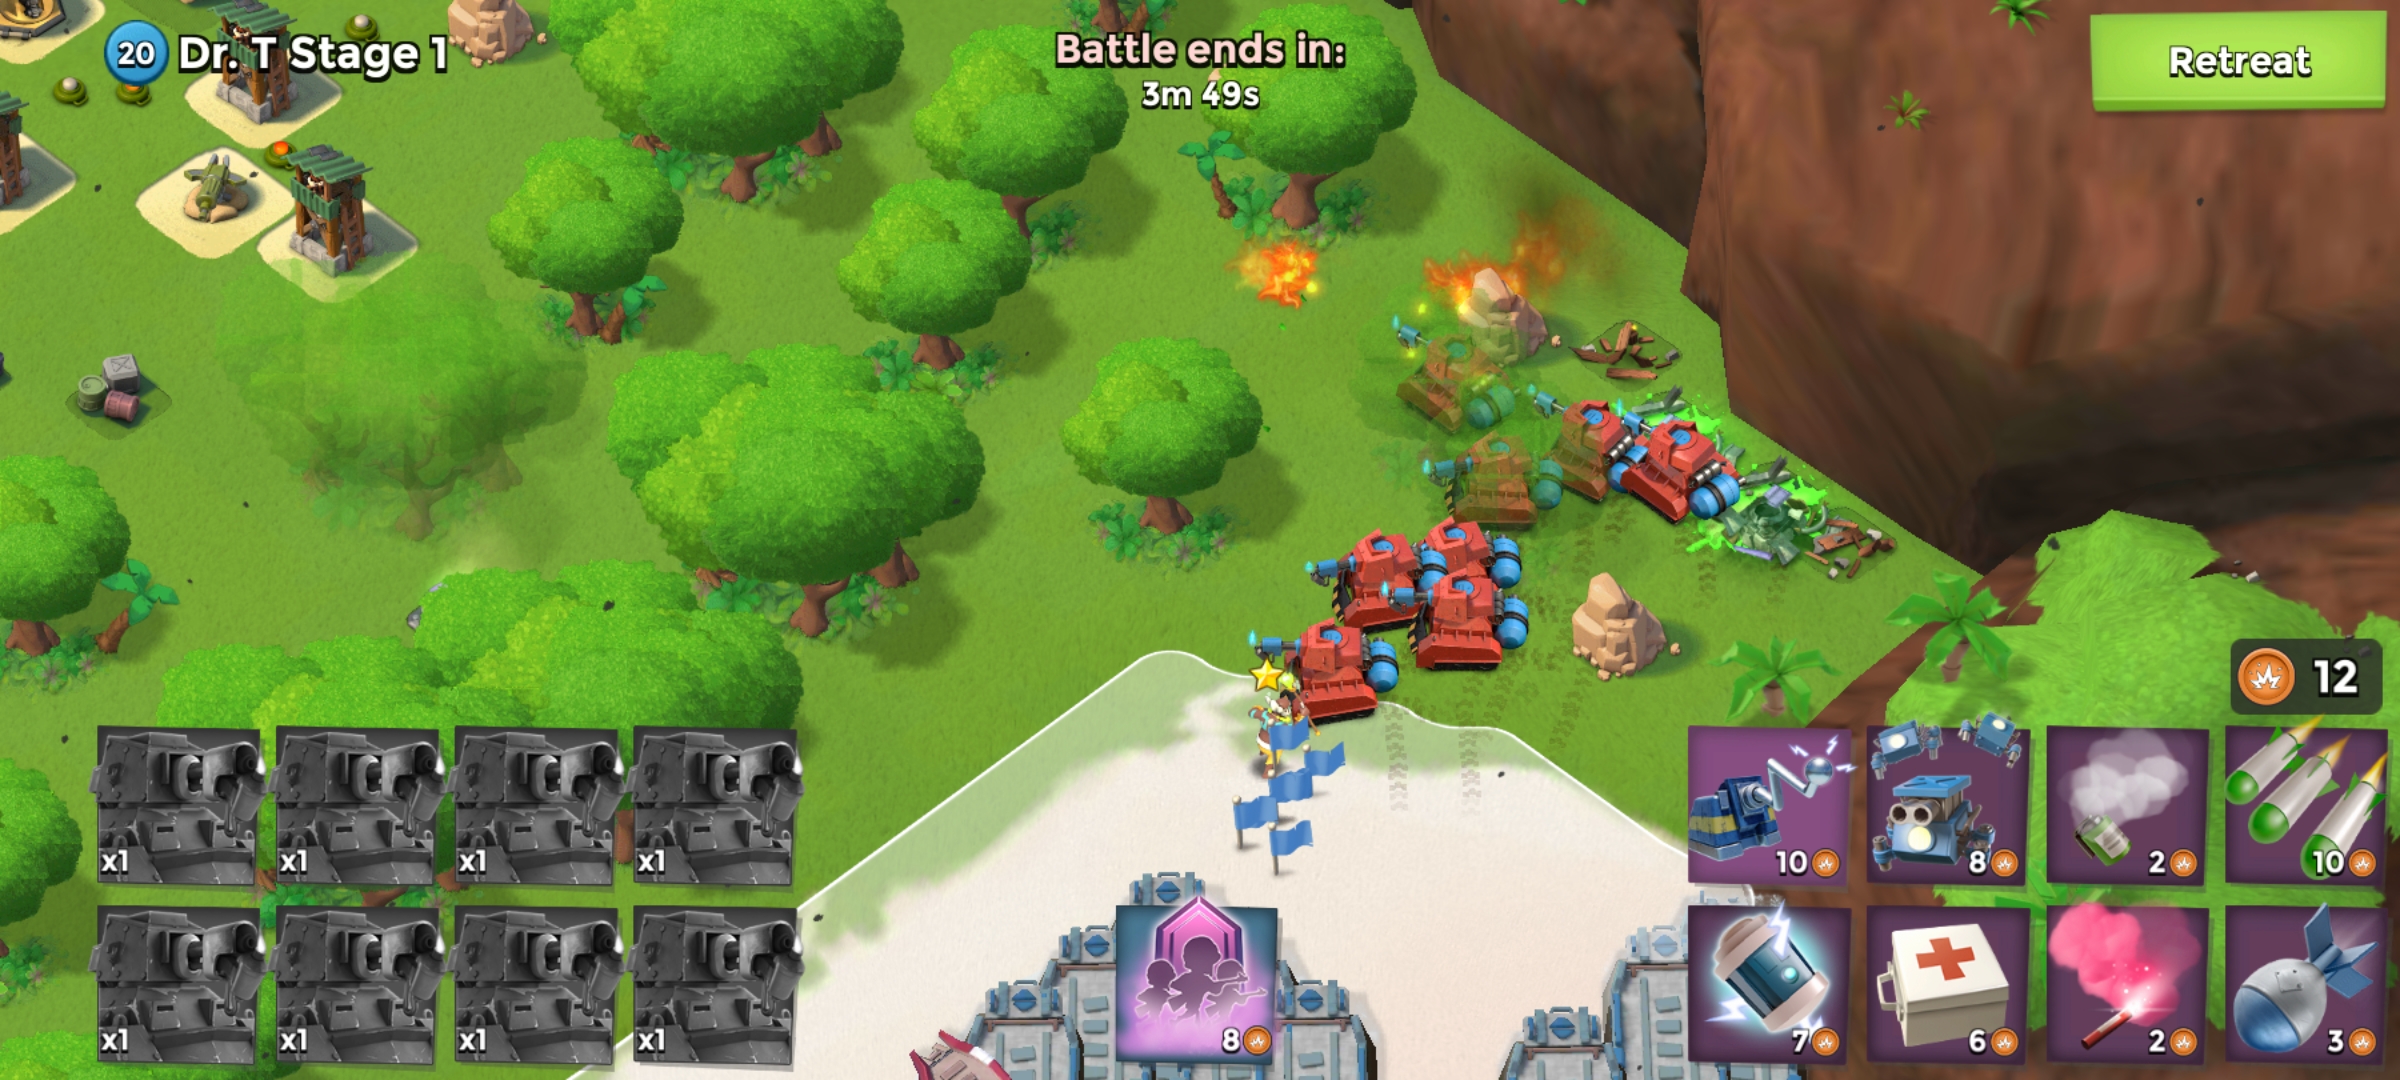 20 Dr. T Stage 1
Battle ends in:
3m 49s
Retreat
12
x1 x1 x1 x1
10 8 2 10
x1 x1 x1 x1
8
7 6 2 3